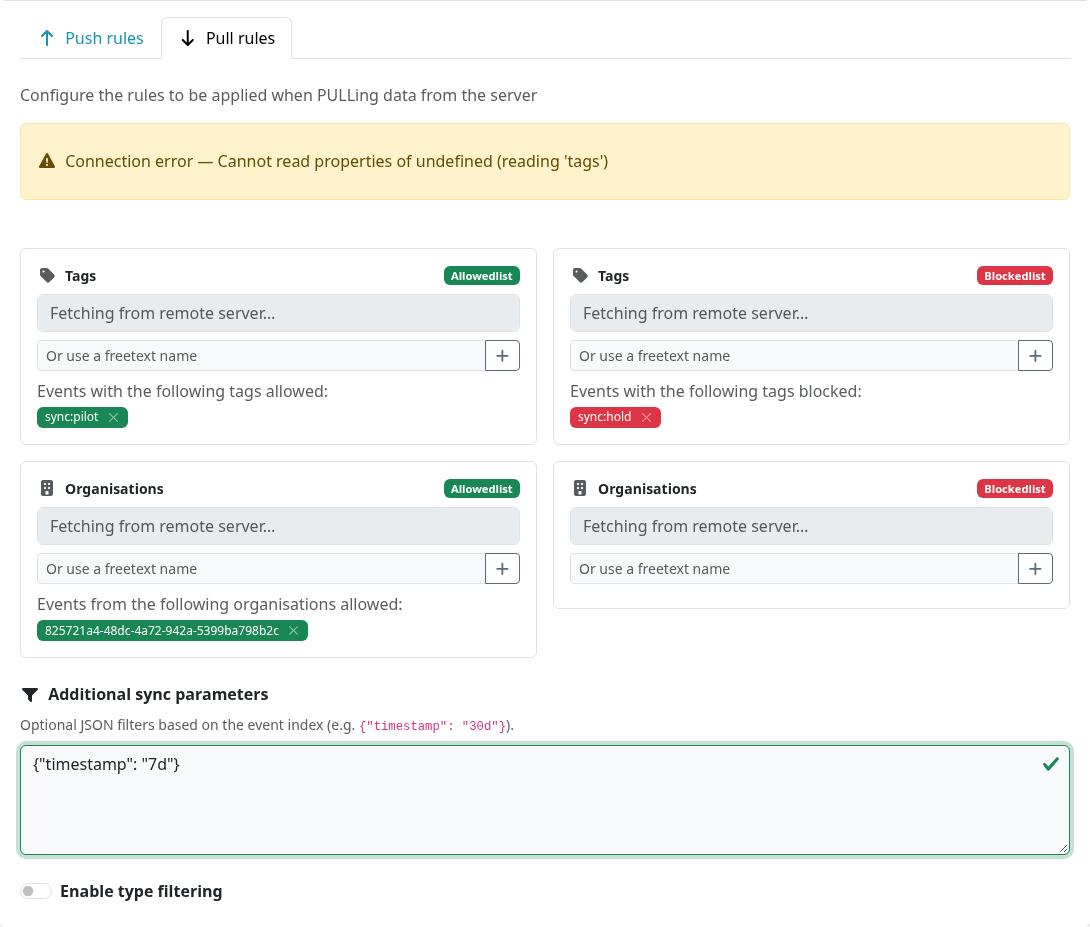 Push rules
Pull rules
Configure the rules to be applied when PULLing data from the server
Connection error — Cannot read properties of undefined (reading 'tags')
Tags
Allowedlist
Fetching from remote server...
Or use a freetext name
Events with the following tags allowed:
sync:pilot
Tags
Blockedlist
Fetching from remote server...
Or use a freetext name
Events with the following tags blocked:
sync:hold
Organisations
Allowedlist
Fetching from remote server...
Or use a freetext name
Events from the following organisations allowed:
825721a4-48dc-4a72-942a-5399ba798b2c
Organisations
Blockedlist
Fetching from remote server...
Or use a freetext name
Additional sync parameters
Optional JSON filters based on the event index (e.g. {"timestamp": "30d"}).
{"timestamp": "7d"}
Enable type filtering